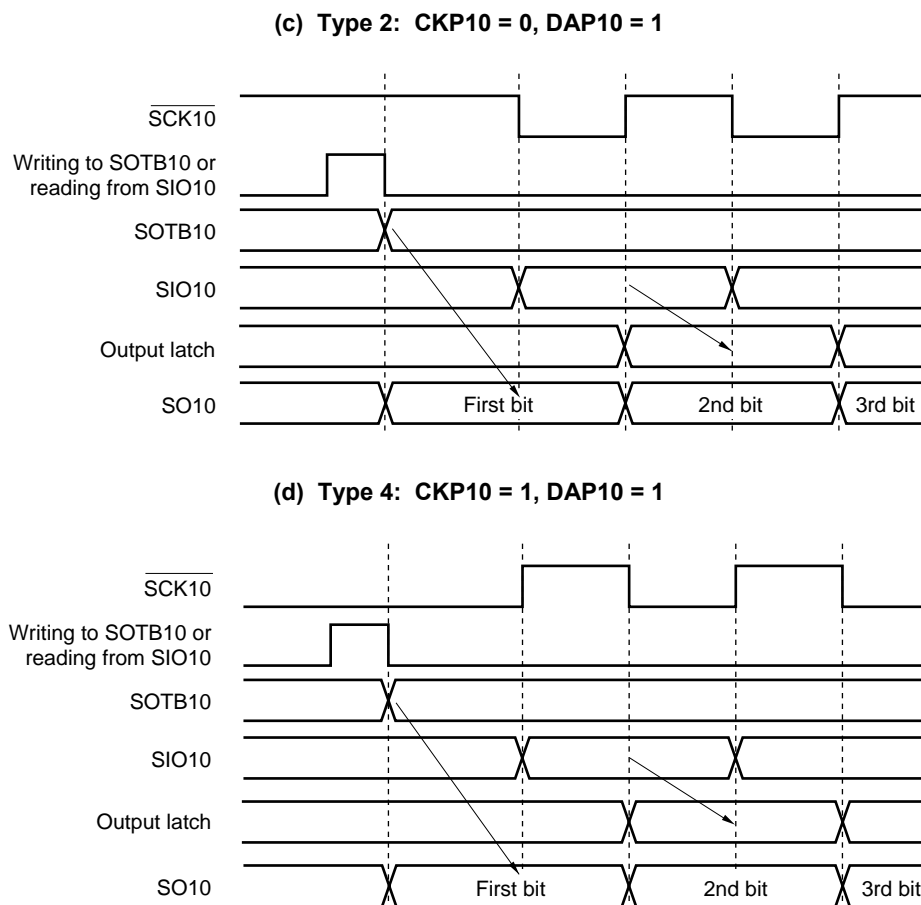 (c) Type 2: CKP10 = 0, DAP10 = 1
SCK10
Writing to SOTB10 or
reading from SIO10
SOTB10
SIO10
Output latch
SO10
First bit 2nd bit 3rd bit
(d) Type 4: CKP10 = 1, DAP10 = 1
SCK10
Writing to SOTB10 or
reading from SIO10
SOTB10
SIO10
Output latch
SO10
First bit 2nd bit 3rd bit